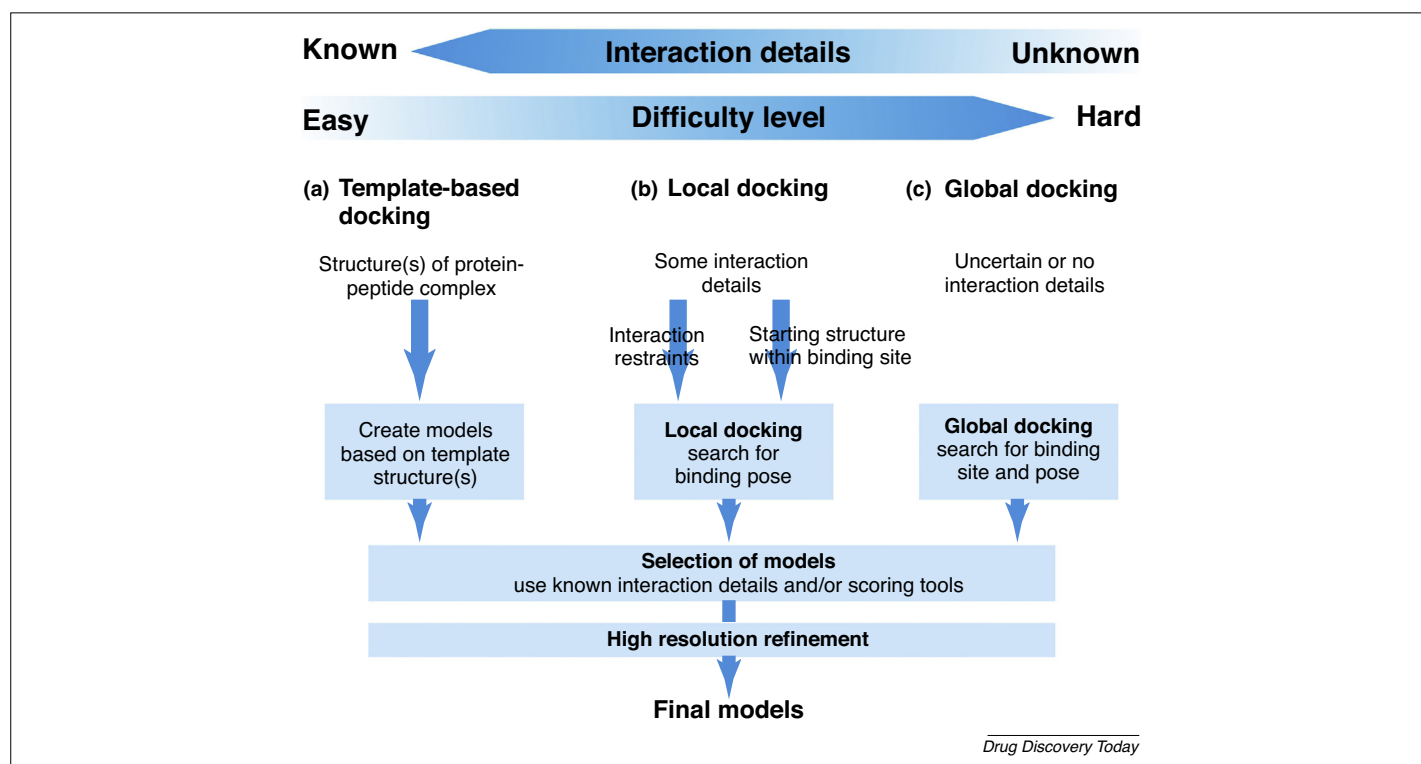 Known Interaction details Unknown
Easy Difficulty level Hard
(a) Template-based
docking
(b) Local docking
(c) Global docking
Structure(s) of protein-
peptide complex
Some interaction
details
Uncertain or no
interaction details
Interaction
restraints
Starting structure
within binding site
Create models
based on template
structure(s)
Local docking
search for
binding pose
Global docking
search for binding
site and pose
Selection of models
use known interaction details and/or scoring tools
High resolution refinement
Final models
Drug Discovery Today